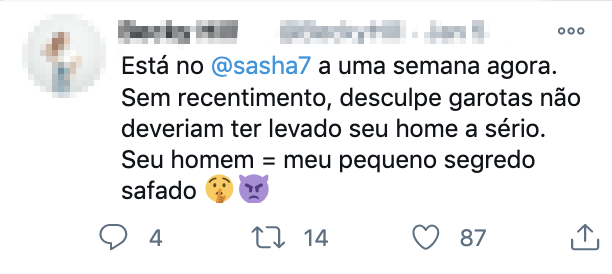 Está no @sasha7 a uma semana agora.
Sem recentimento, desculpe garotas não
deveriam ter levado seu home a sério.
Seu homem = meu pequeno segredo
safado 🤫👿
4 14 87